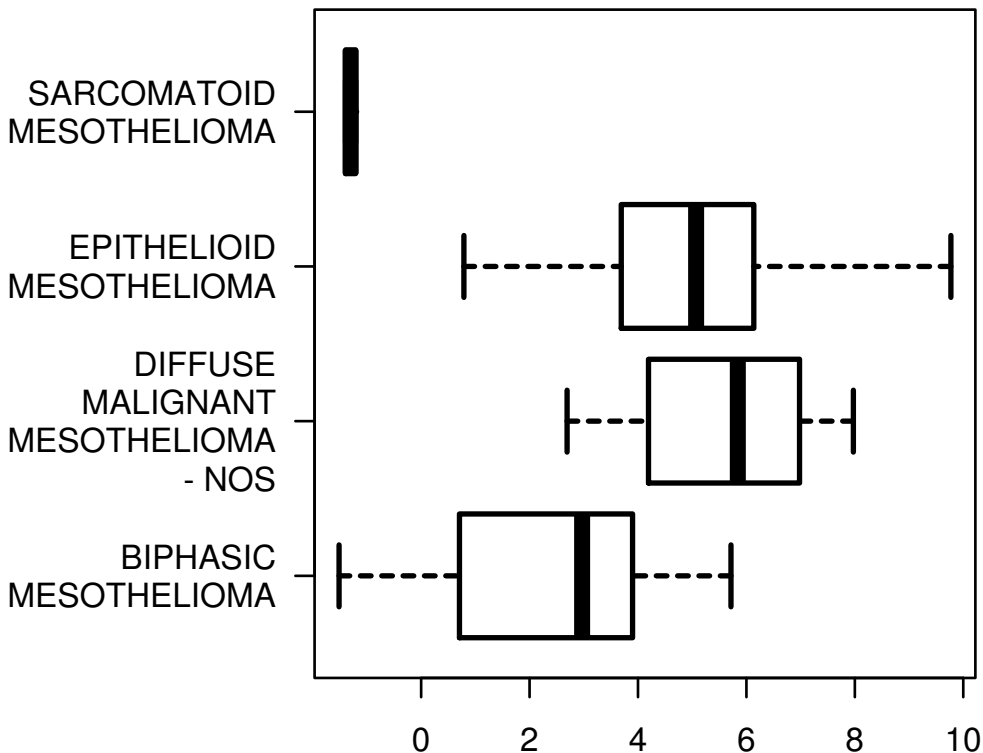 SARCOMATOID
MESOTHELIOMA
EPITHELIOID
MESOTHELIOMA
DIFFUSE
MALIGNANT
MESOTHELIOMA
- NOS
BIPHASIC
MESOTHELIOMA
0 2 4 6 8 10